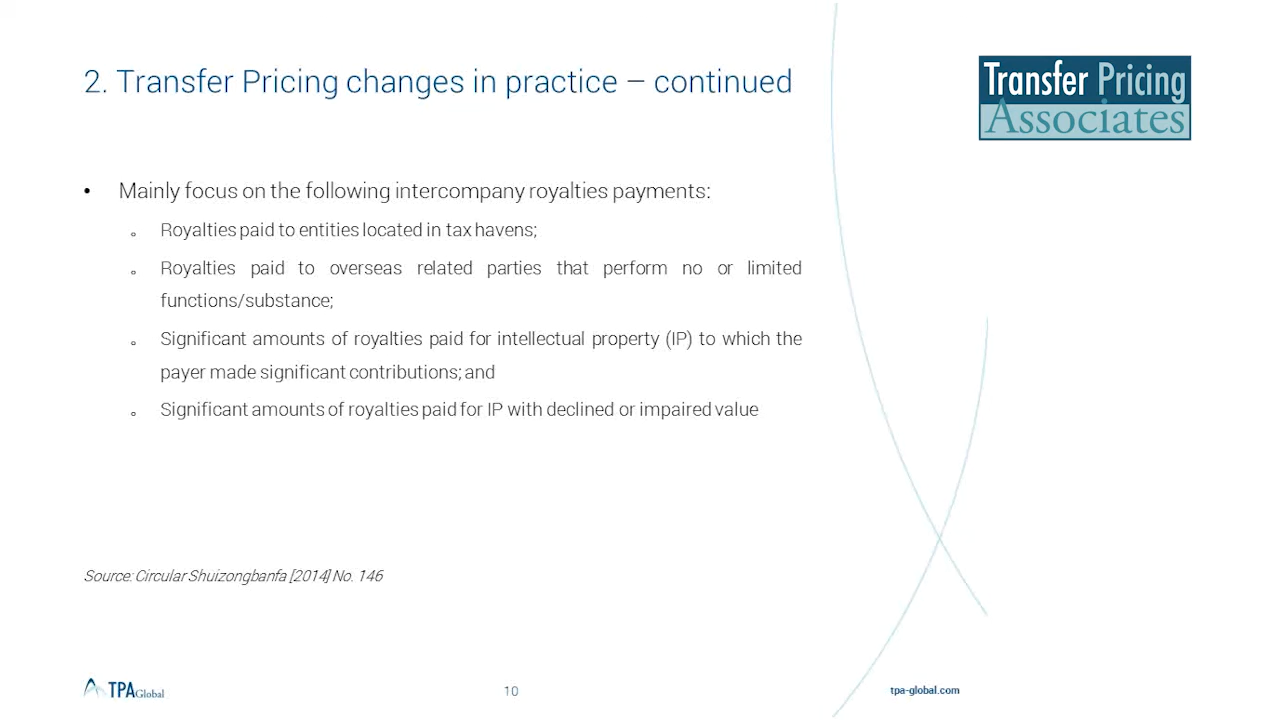 2. Transfer Pricing changes in practice – continued
Transfer Pricing
Associates
• Mainly focus on the following intercompany royalties payments:
o Royalties paid to entities located in tax havens;
o Royalties paid to overseas related parties that perform no or limited
functions/substance;
o Significant amounts of royalties paid for intellectual property (IP) to which the
payer made significant contributions; and
o Significant amounts of royalties paid for IP with declined or impaired value
Source: Circular Shuizongbanfa [2014] No. 146
TPA Global
10
tpa-global.com